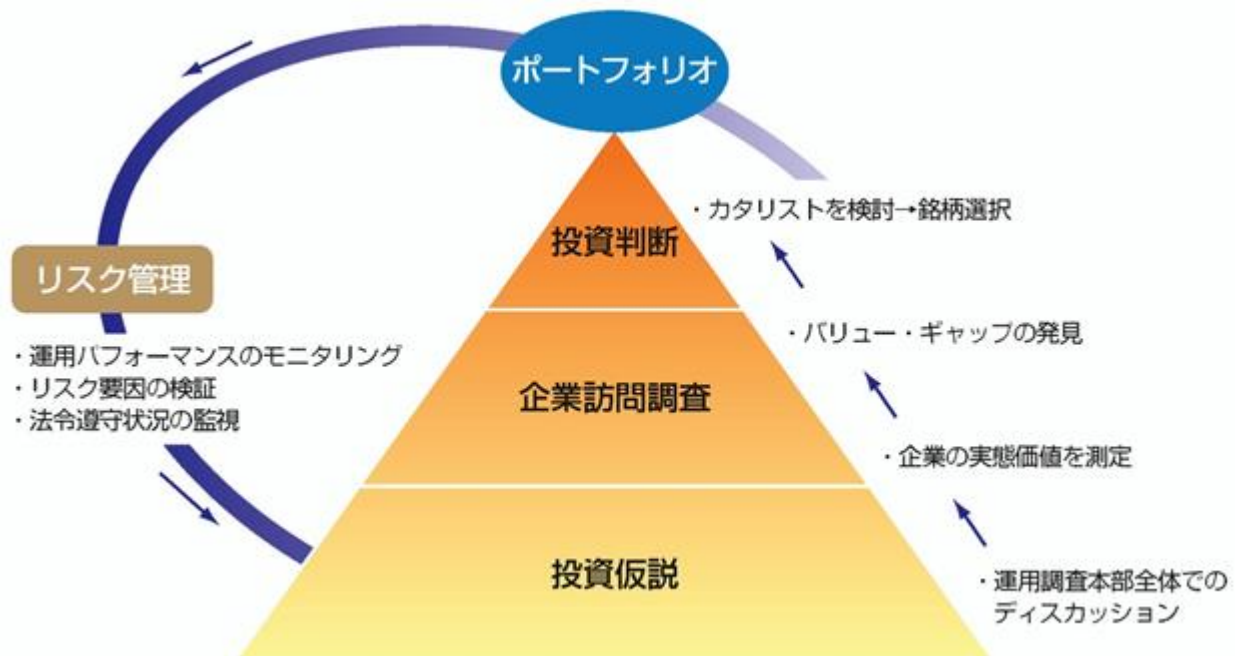 ポートフォリオ
・カタリストを検討→銘柄選択
投資判断
リスク管理
・バリュー・ギャップの発見
・運用パフォーマンスのモニタリング
・リスク要因の検証
・法令遵守状況の監視
企業訪問調査
・企業の実態価値を測定
投資仮説
・運用調査本部全体での
ディスカッション